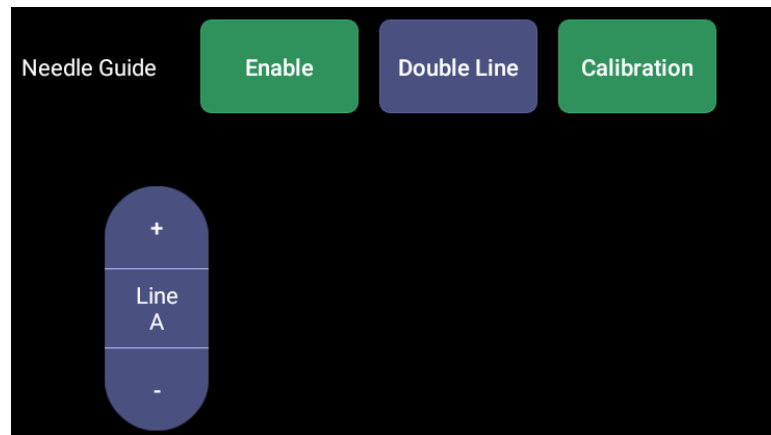 Needle Guide
Enable
Double Line
Calibration
+
Line
A
-